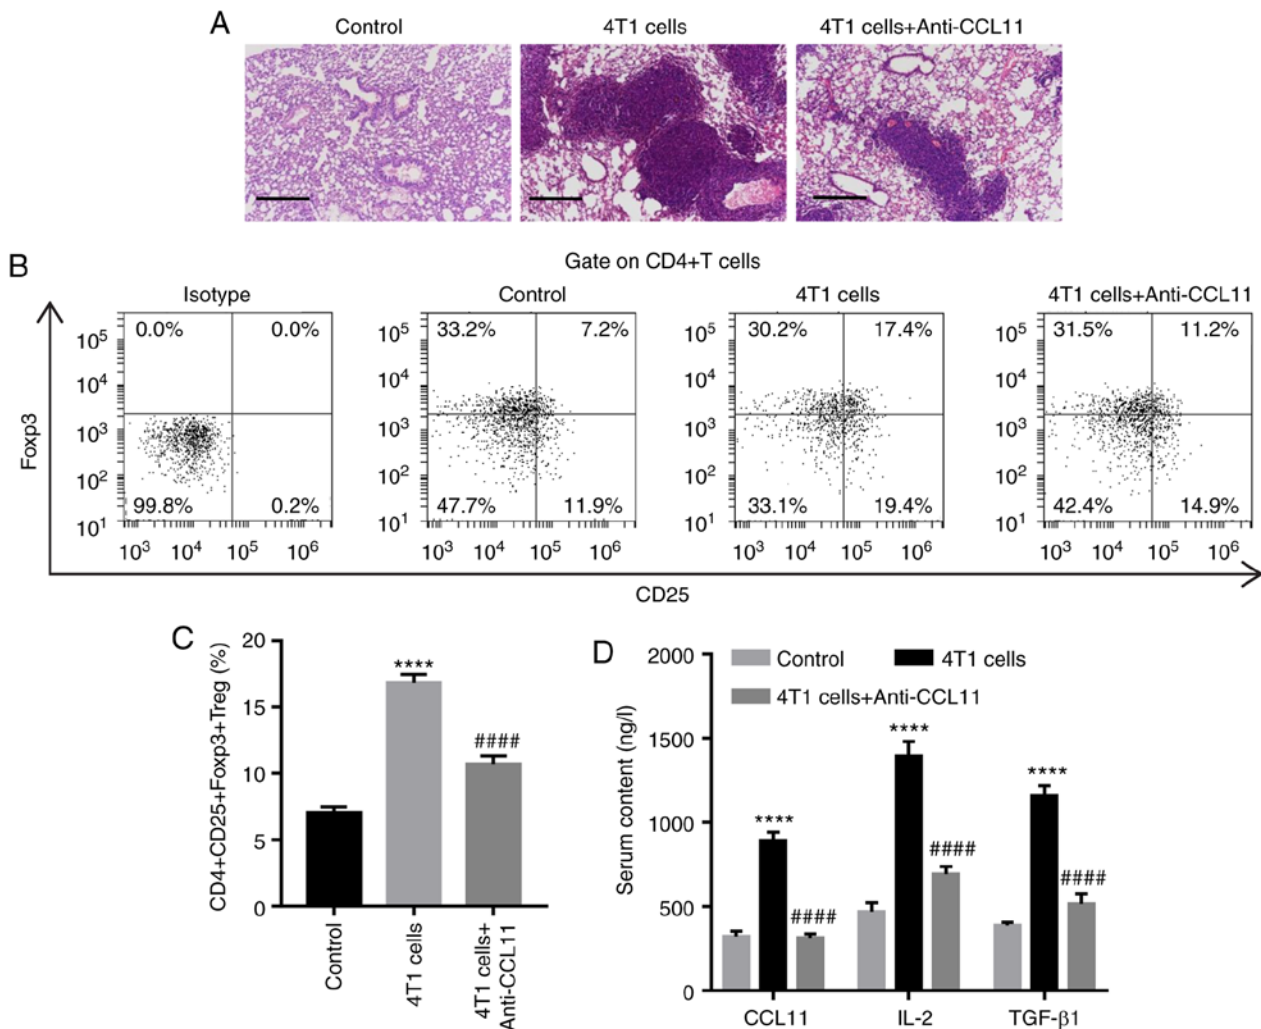 A
Control
4T1 cells
4T1 cells+Anti-CCL11
B
Gate on CD4+T cells
Isotype
Control
4T1 cells
4T1 cells+Anti-CCL11
Foxp3
10^5
10^4
10^3
10^2
10^1
0.0%
0.0%
99.8%
0.2%
10^3
10^4
10^5
10^6
10^5
10^4
10^3
10^2
10^1
33.2%
7.2%
47.7%
11.9%
10^3
10^4
10^5
10^6
10^5
10^4
10^3
10^2
10^1
30.2%
17.4%
33.1%
19.4%
10^3
10^4
10^5
10^6
10^5
10^4
10^3
10^2
10^1
31.5%
11.2%
42.4%
14.9%
10^3
10^4
10^5
10^6
CD25
C
CD4+CD25+Foxp3+Treg (%)
20
15
10
5
0
****
####
Control
4T1 cells
4T1 cells+
Anti-CCL11
D
Control
4T1 cells
4T1 cells+Anti-CCL11
Serum content (ng/l)
2000
1500
1000
500
0
****
####
****
####
****
####
CCL11
IL-2
TGF-β1